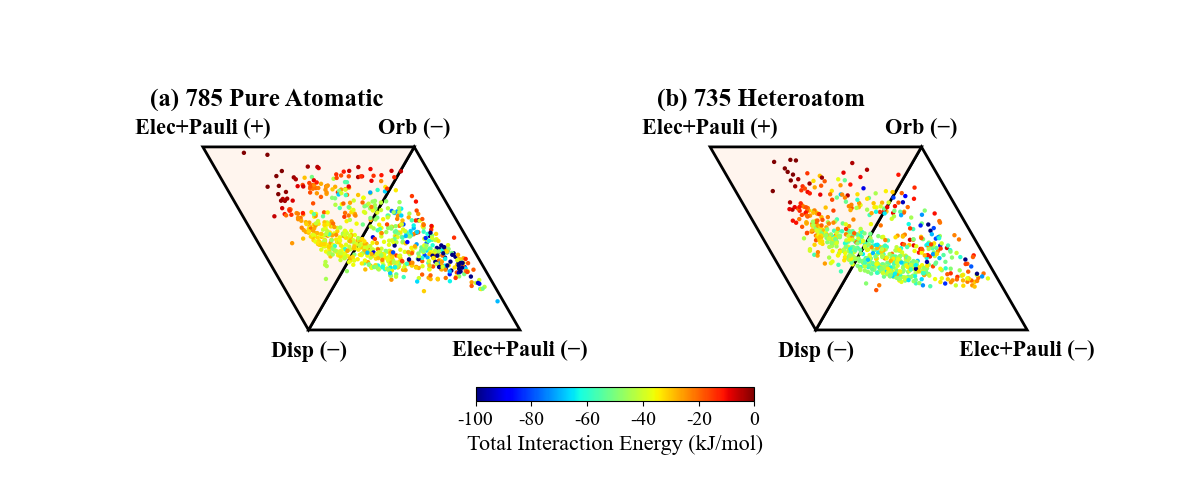 (a) 785 Pure Atomatic
(b) 735 Heteroatom
Elec+Pauli (+)
Orb (−)
Elec+Pauli (+)
Orb (−)
Disp (−)
Elec+Pauli (−)
Disp (−)
Elec+Pauli (−)
-100 -80 -60 -40 -20 0
Total Interaction Energy (kJ/mol)